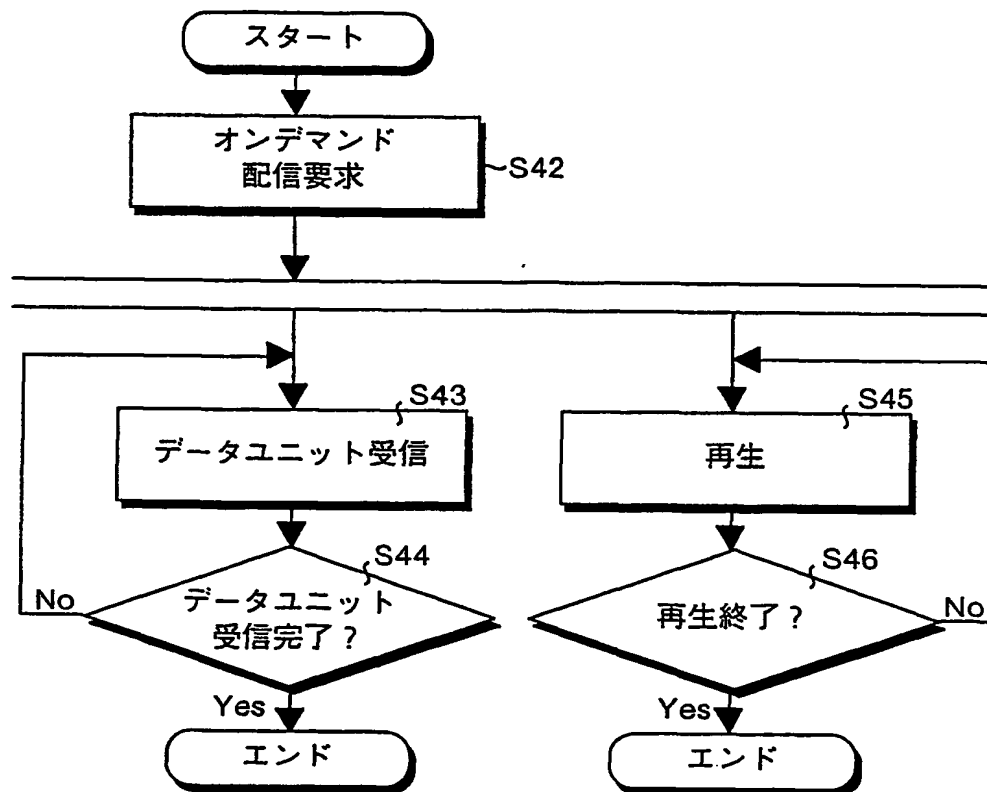 スタート
オンデマンド
配信要求
S42
S43
データユニット受信
S44
データユニット
受信完了?
No
Yes
エンド
S45
再生
S46
再生終了?
No
Yes
エンド